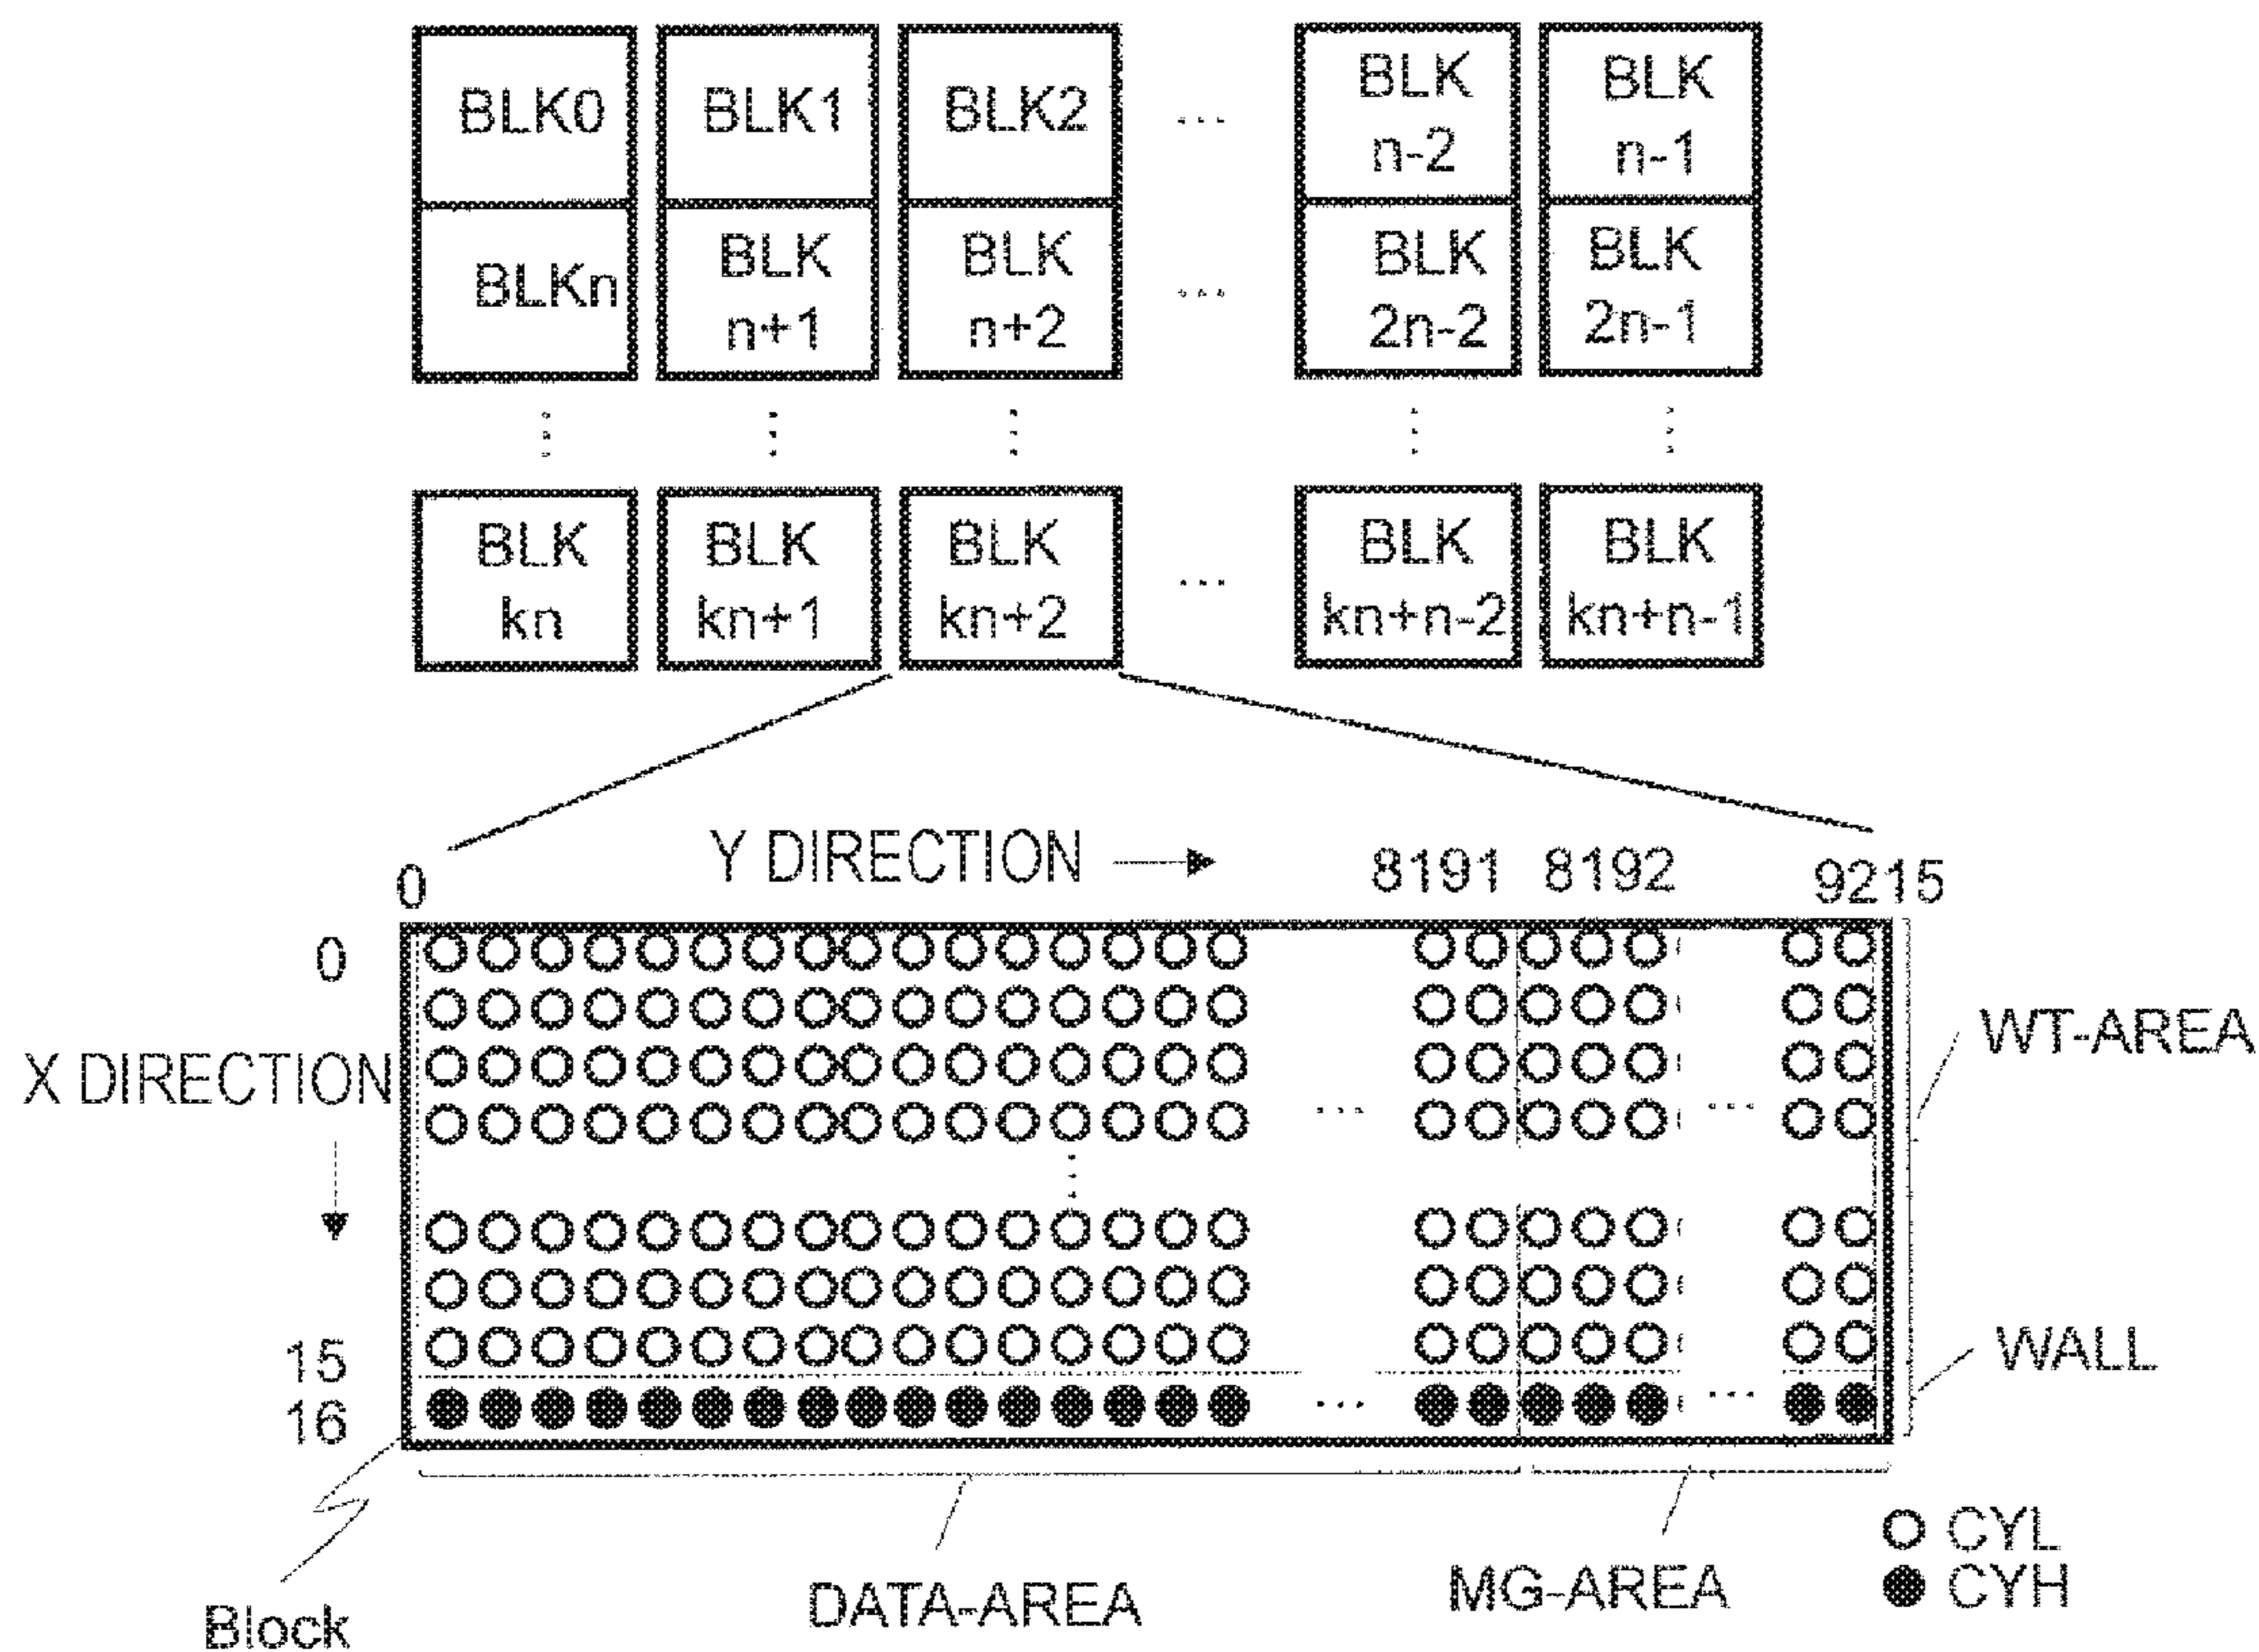 BLK0 BLK1 BLK2 ... BLK BLK
n-2 n-1
BLKn BLK BLK ... BLK BLK
n+1 n+2 2n-2 2n-1
BLK BLK BLK ... BLK BLK
kn kn+1 kn+2 kn+n-2 kn+n-1
Y DIRECTION
0 8191 8192 9215
0
X DIRECTION
WT-AREA
15
16
WALL
Block
DATA-AREA
MG-AREA
CYL
CYH